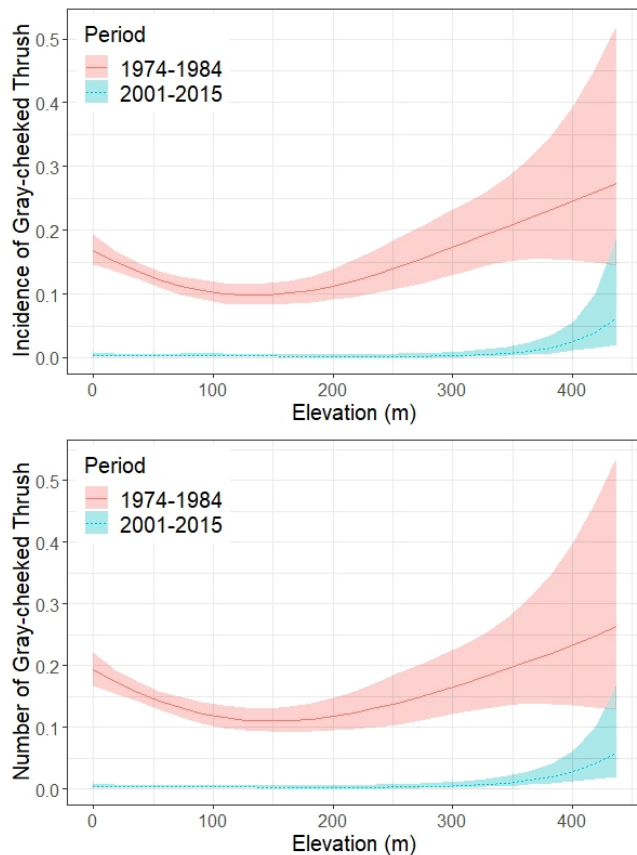 Incidence of Gray-cheeked Thrush
Period
1974-1984
2001-2015
0.5
0.4
0.3
0.2
0.1
0.0
0 100 200 300 400
Elevation (m)
Number of Gray-cheeked Thrush
Period
1974-1984
2001-2015
0.5
0.4
0.3
0.2
0.1
0.0
0 100 200 300 400
Elevation (m)